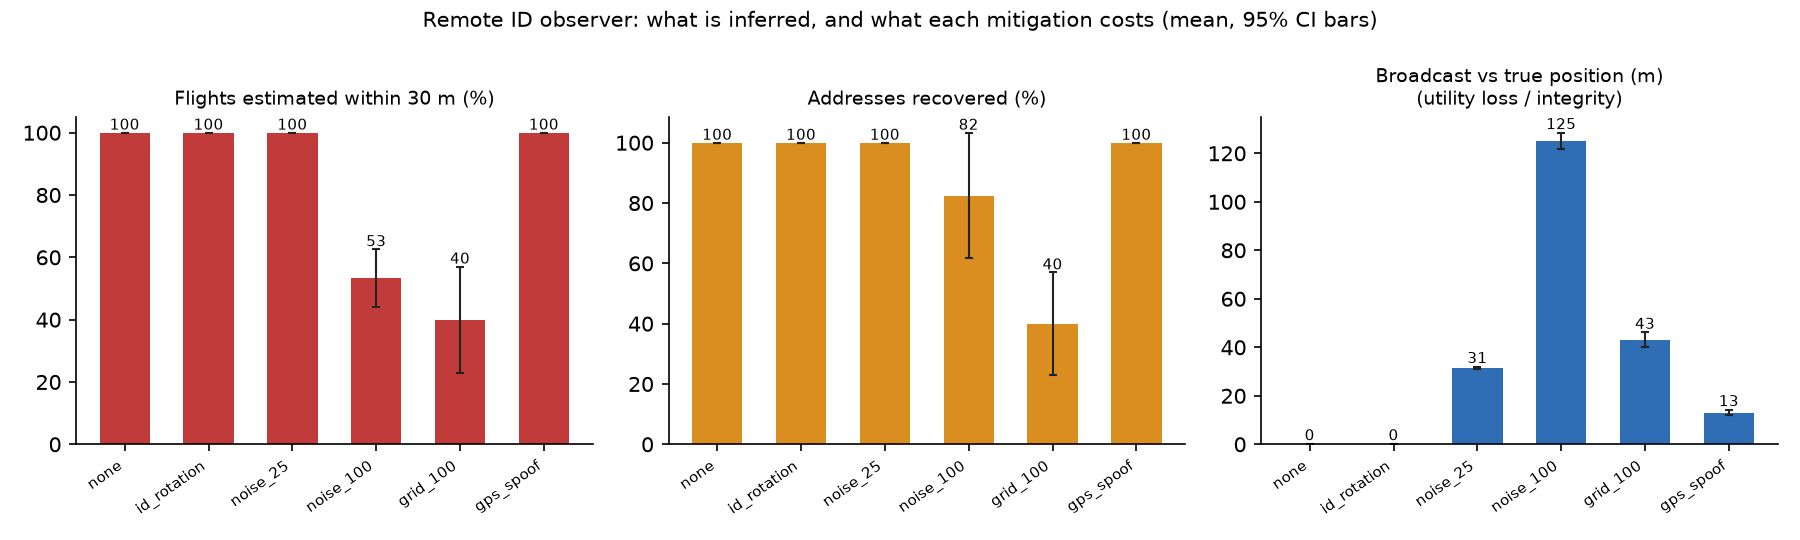 Remote ID observer: what is inferred, and what each mitigation costs (mean, 95% CI bars)
Flights estimated within 30 m (%)
100
80
60
40
20
0
100
100
100
53
40
100
none
id_rotation
noise_25
noise_100
grid_100
gps_spoof
Addresses recovered (%)
100
80
60
40
20
0
100
100
100
82
40
100
none
id_rotation
noise_25
noise_100
grid_100
gps_spoof
Broadcast vs true position (m)
(utility loss / integrity)
120
100
80
60
40
20
0
0
0
31
125
43
13
none
id_rotation
noise_25
noise_100
grid_100
gps_spoof